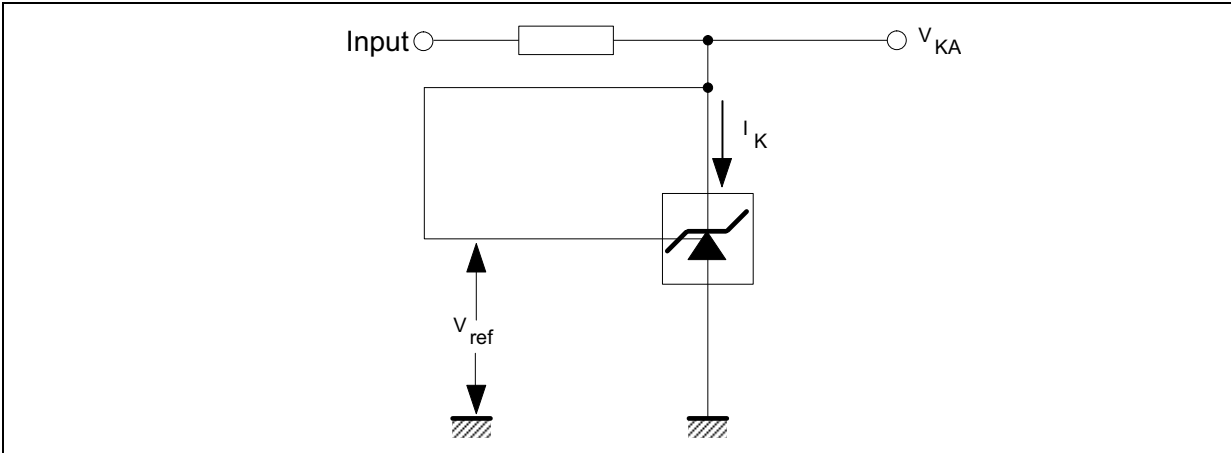 Input
V KA
I K
V ref